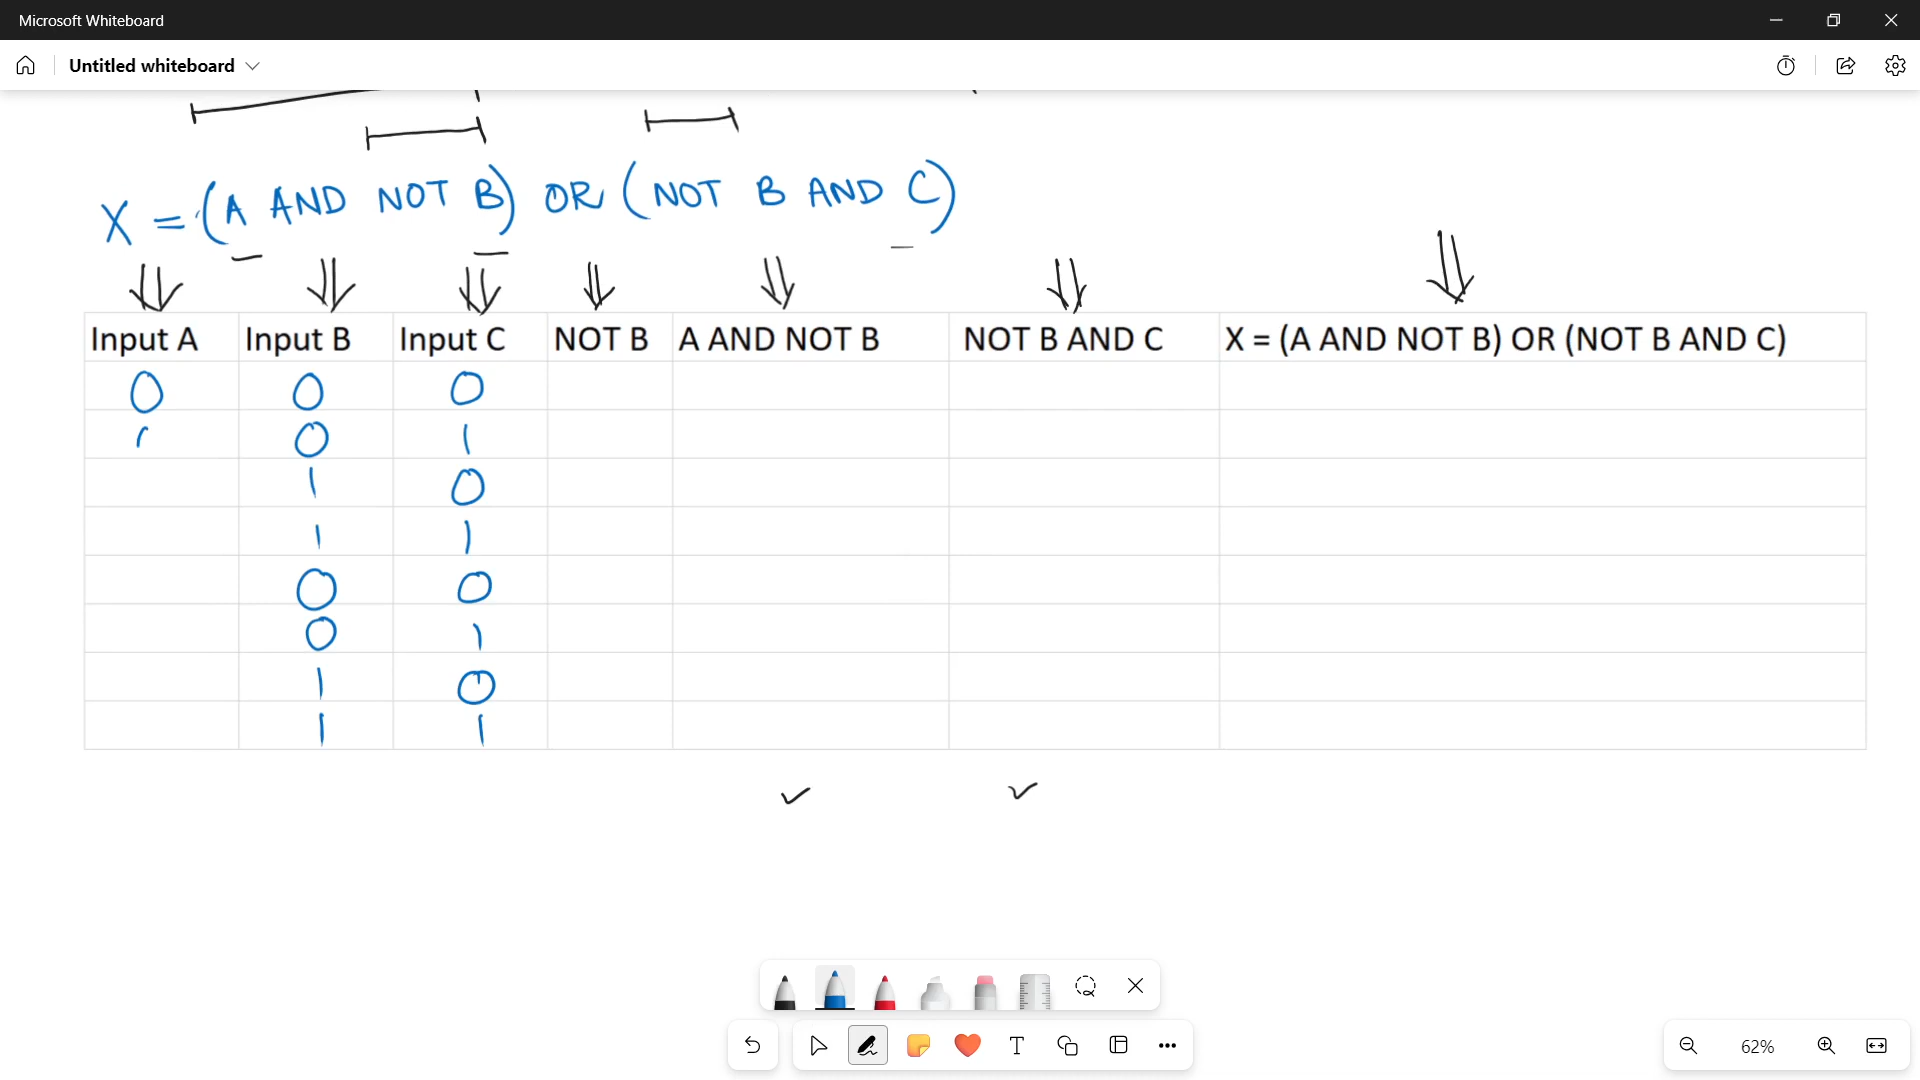 Microsoft Whiteboard
Untitled whiteboard
X = (A AND NOT B) OR (NOT B AND C)
Input A Input B Input C NOT B A AND NOT B NOT B AND C X = (A AND NOT B) OR (NOT B AND C)
0 0 0
0 1
1 0
1 1
0 0
0 1
1 0
1 1
62%